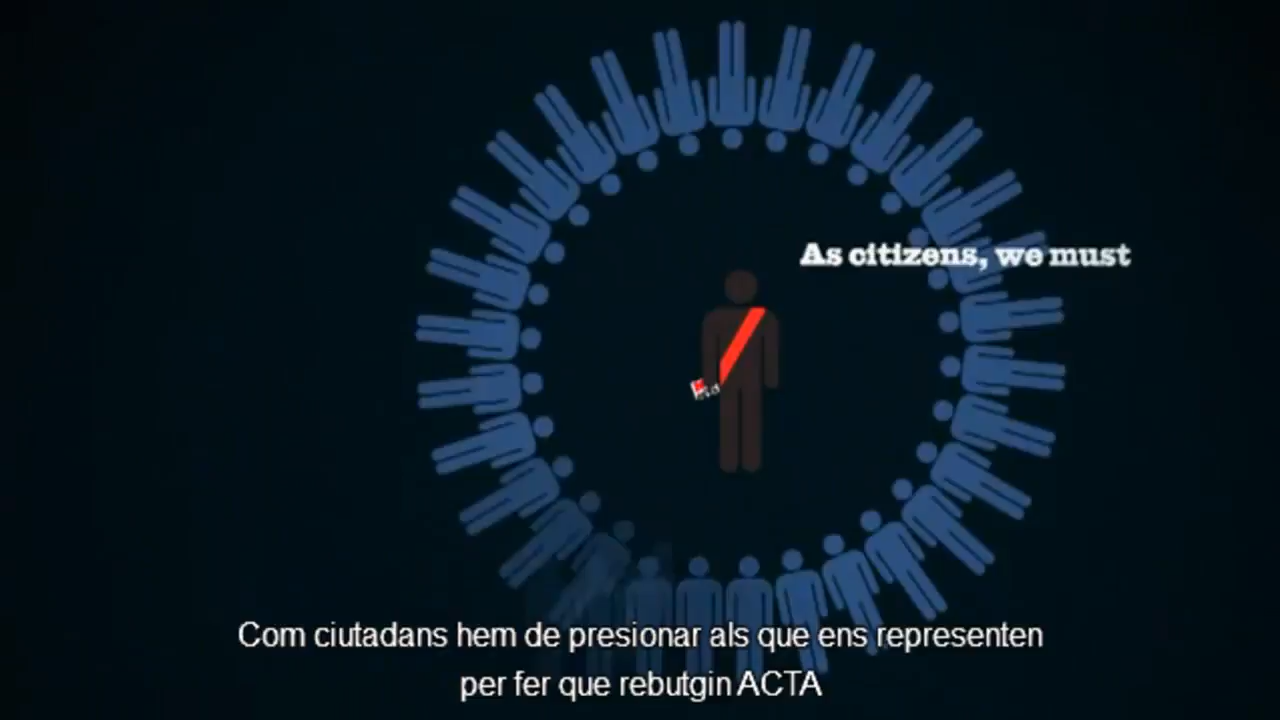 As citizens, we must
Com ciutadans hem de presionar als que ens representen
per fer que rebutgin ACTA